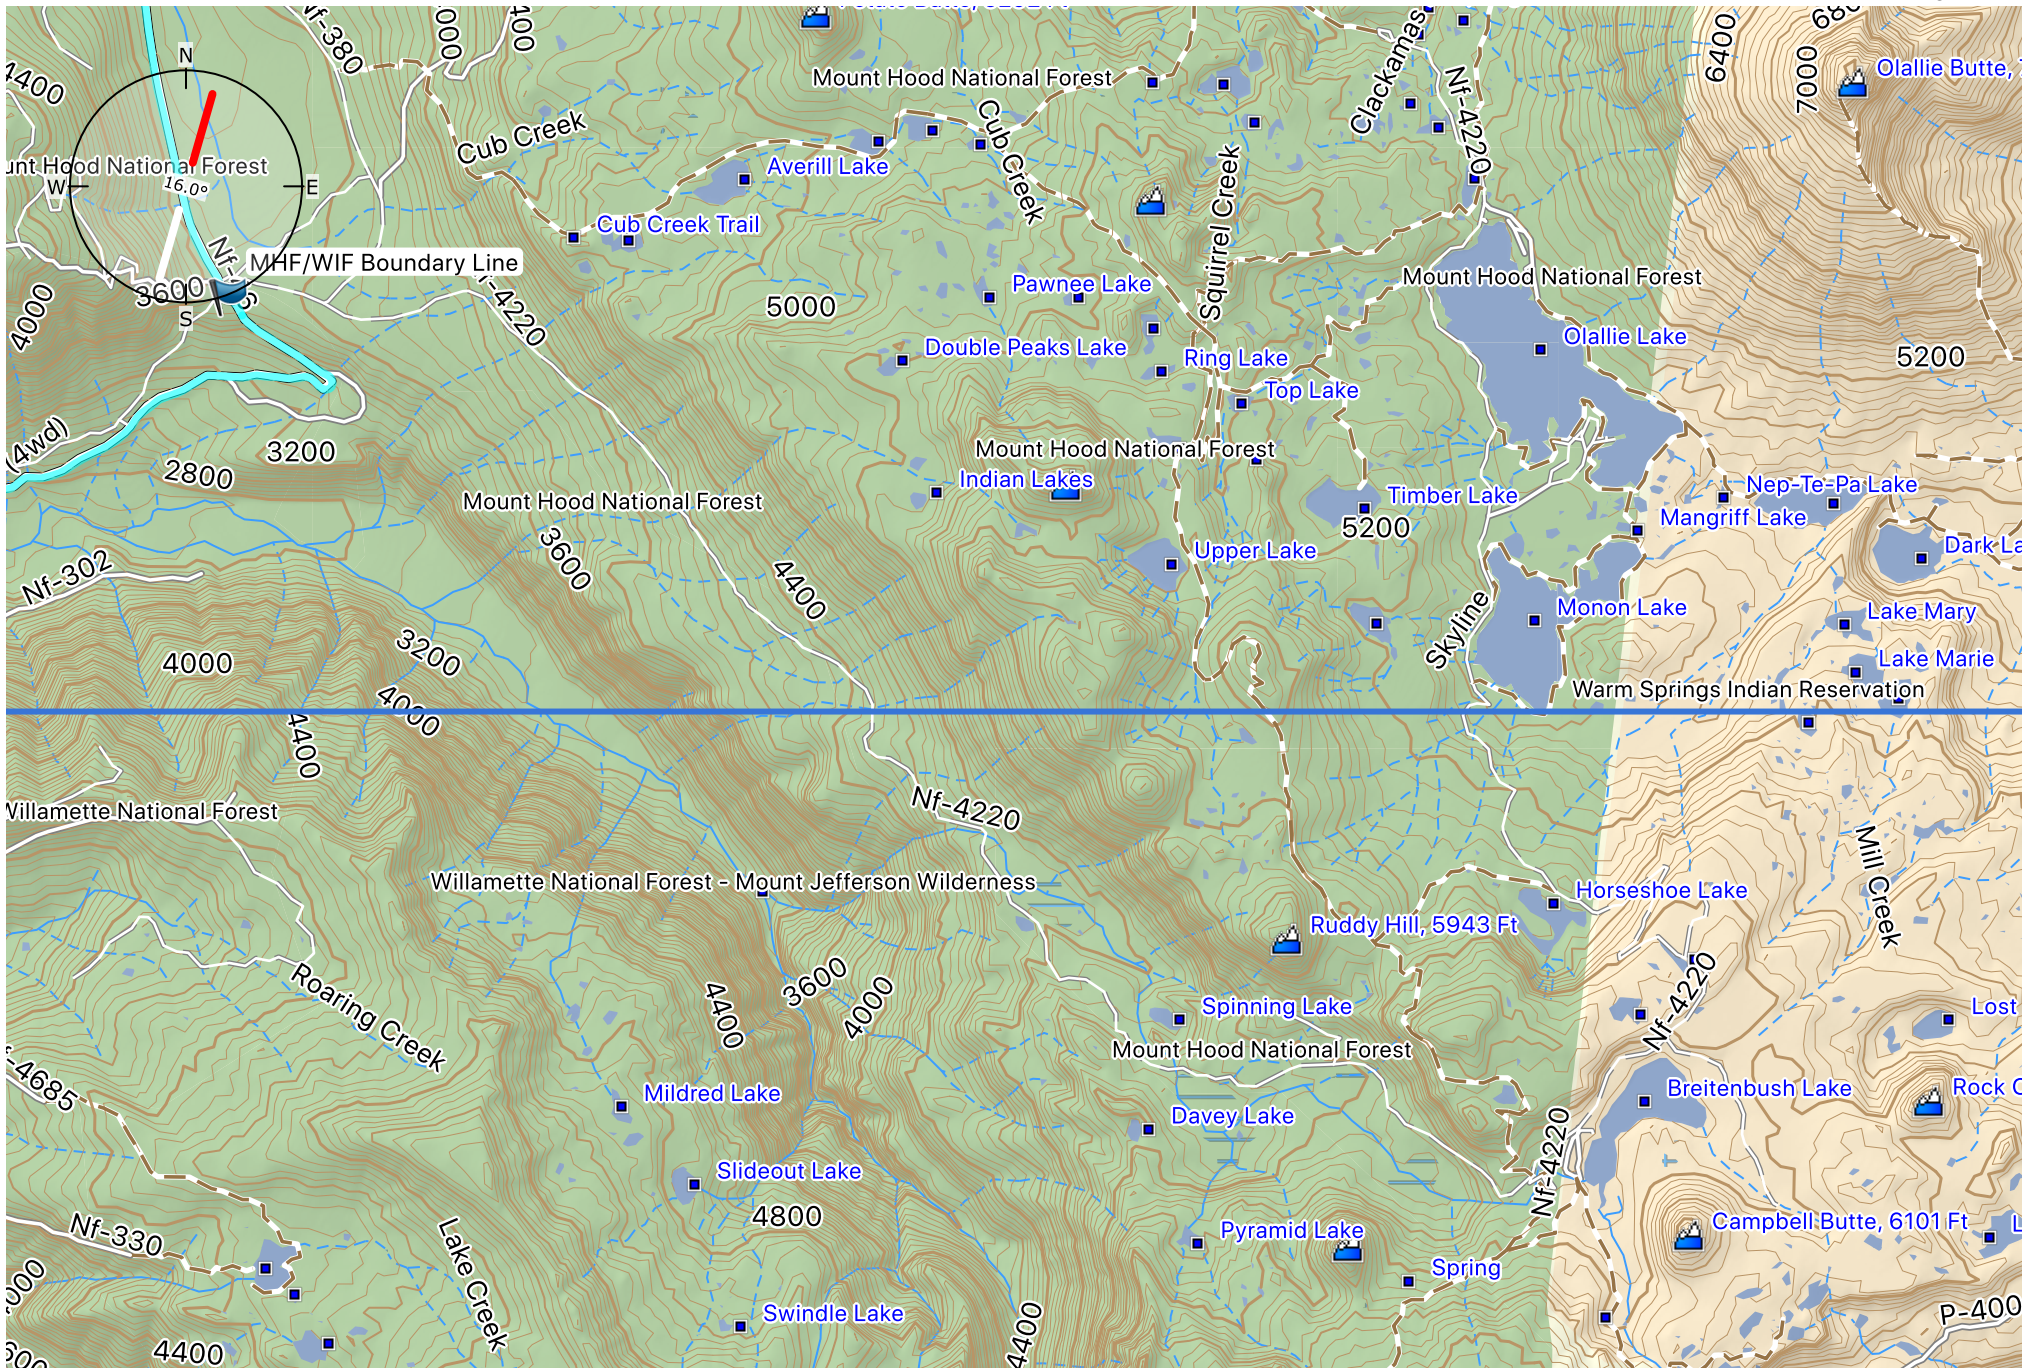 Nf-380
4000
4400
Mount Hood National Forest
Clackamas
Nf-4220
6400
7000
Olallie Butte,
4400
N
W
E
S
16.0°
Cub Creek
Cub Creek
Averill Lake
Cub Creek Trail
Squirrel Creek
unt Hood National Forest
MHF/WIF Boundary Line
3600
4000
5000
Pawnee Lake
Mount Hood National Forest
Double Peaks Lake
Ring Lake
Top Lake
Olallie Lake
5200
(4wd)
3200
2800
Mount Hood National Forest
Mount Hood National Forest
Indian Lakes
Timber Lake
5200
Nep-Te-Pa Lake
Mangriff Lake
Dark La
Nf-302
3600
4400
Upper Lake
Skyline
Monon Lake
Lake Mary
Lake Marie
Warm Springs Indian Reservation
4000
3200
4000
4400
Willamette National Forest
Nf-4220
Willamette National Forest - Mount Jefferson Wilderness
Horseshoe Lake
Mill Creek
Ruddy Hill, 5943 Ft
Roaring Creek
4400
3600
4000
Spinning Lake
Mount Hood National Forest
Nf-4220
Lost
Breitenbush Lake
f-4685
Mildred Lake
Davey Lake
Nf-4220
Slideout Lake
4800
Nf-330
Lake Creek
Pyramid Lake
Spring
Campbell Butte, 6101 Ft
Swindle Lake
4400
4400
P-400